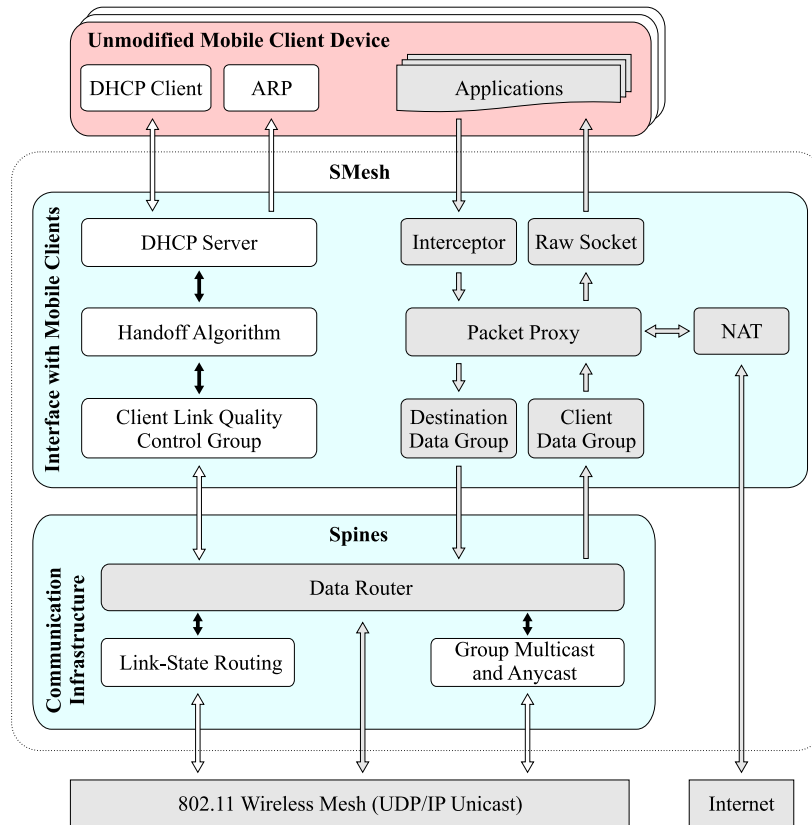 Unmodified Mobile Client Device
DHCP Client
ARP
Applications
SMesh
Interface with Mobile Clients
DHCP Server
Interceptor
Raw Socket
Handoff Algorithm
Packet Proxy
NAT
Client Link Quality
Control Group
Destination
Data Group
Client
Data Group
Spines
Communication
Infrastructure
Data Router
Link-State Routing
Group Multicast
and Anycast
802.11 Wireless Mesh (UDP/IP Unicast)
Internet